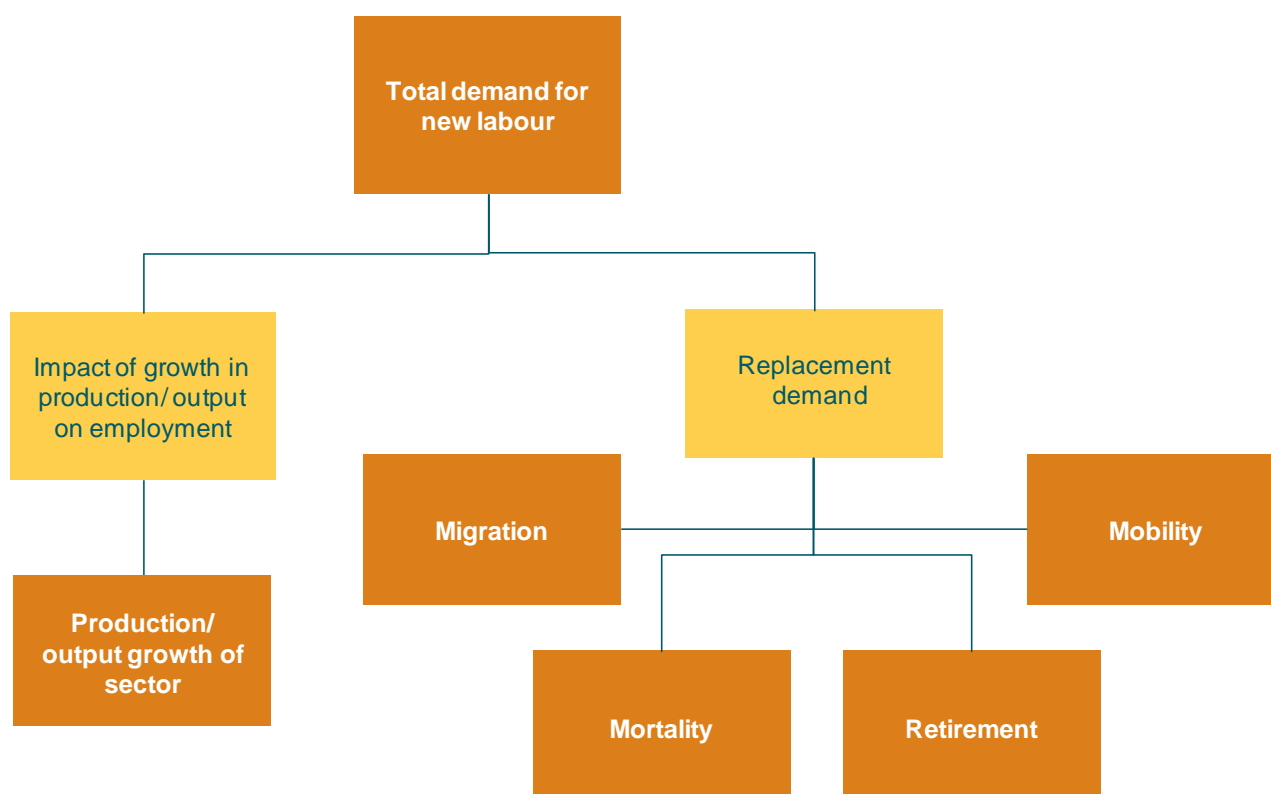 Total demand for
new labour
Impact of growth in
production/ output
on employment
Replacement
demand
Migration
Mobility
Production/
output growth of
sector
Mortality
Retirement